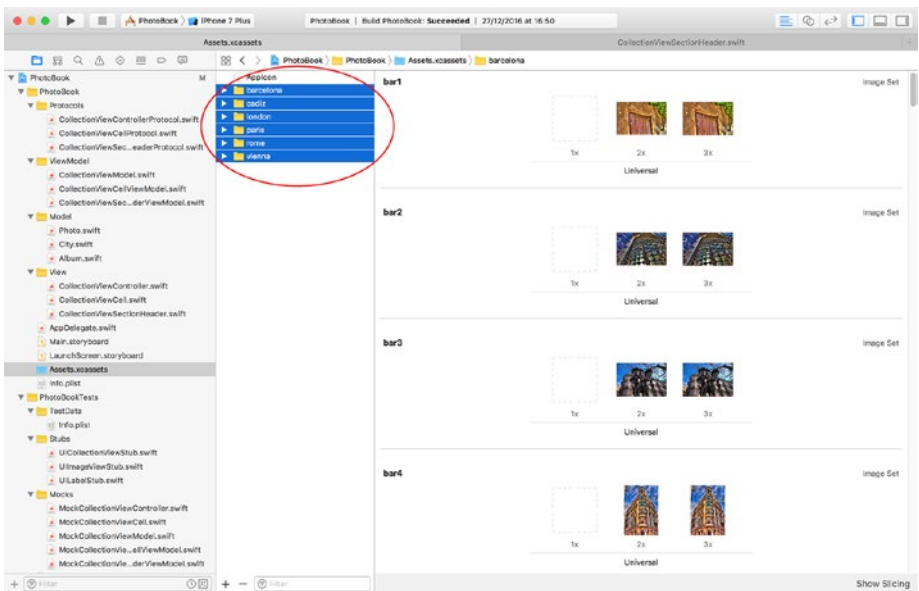 PhotoBook
iPhone 7 Plus
PhotoBook | Build PhotoBook: Succeeded | 27/12/2016 at 16:50
Assets.xcassets
CollectionViewSectionHeader.swift
PhotoBook
PhotoBook
Assets.xcassets
barcelona
PhotoBook
M
PhotoBook
Protocols
CollectionViewControllerProtocol.swift
CollectionViewCellProtocol.swift
CollectionViewSec...eaderProtocol.swift
ViewModel
CollectionViewModel.swift
CollectionViewCellViewModel.swift
CollectionViewSec...derViewModel.swift
Model
Photo.swift
City.swift
Album.swift
View
CollectionViewController.swift
CollectionViewCell.swift
CollectionViewSectionHeader.swift
AppDelegate.swift
Main.storyboard
LaunchScreen.storyboard
Assets.xcassets
Info.plist
PhotoBookTests
TestData
Info.plist
Stubs
UICollectionViewStub.swift
UIImageViewStub.swift
UILabelStub.swift
Mocks
MockCollectionViewController.swift
MockCollectionViewCell.swift
MockCollectionViewModel.swift
MockCollectionVie...ellViewModel.swift
MockCollectionVie...derViewModel.swift
Filter
AppIcon
barcelona
cadiz
london
paris
rome
vienna
Filter
bar1
Image Set
1x 2x 3x
Universal
bar2
Image Set
1x 2x 3x
Universal
bar3
Image Set
1x 2x 3x
Universal
bar4
Image Set
1x 2x 3x
Universal
Show Slicing